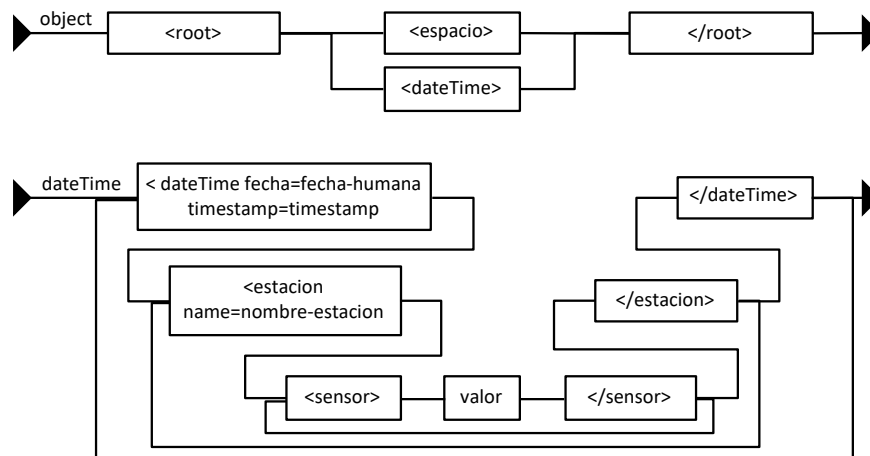 object
<root>
<espacio>
</root>
<dateTime>
dateTime
< dateTime fecha=fecha-humana
timestamp=timestamp
</dateTime>
<estacion
name=nombre-estacion
</estacion>
<sensor>
valor
</sensor>